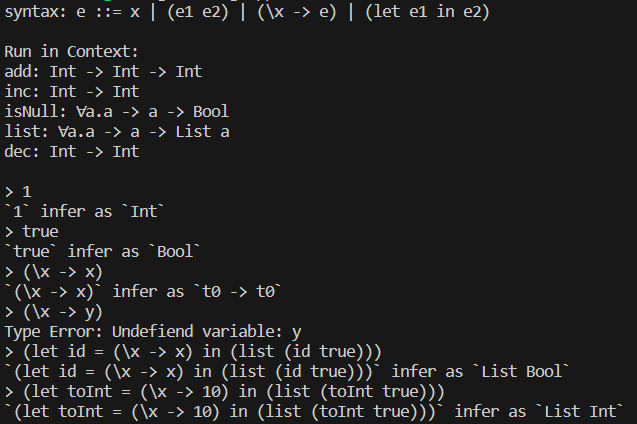 syntax: e ::= x | (e1 e2) | (\x -> e) | (let e1 in e2)
Run in Context:
add: Int -> Int -> Int
inc: Int -> Int
isNull: ∀a.a -> a -> Bool
list: ∀a.a -> a -> List a
dec: Int -> Int
> 1
`1` infer as `Int`
> true
`true` infer as `Bool`
> (\x -> x)
`(\x -> x)` infer as `t0 -> t0`
> (\x -> y)
Type Error: Undefiend variable: y
> (let id = (\x -> x) in (list (id true)))
`(let id = (\x -> x) in (list (id true)))` infer as `List Bool`
> (let toInt = (\x -> 10) in (list (toInt true)))
`(let toInt = (\x -> 10) in (list (toInt true)))` infer as `List Int`